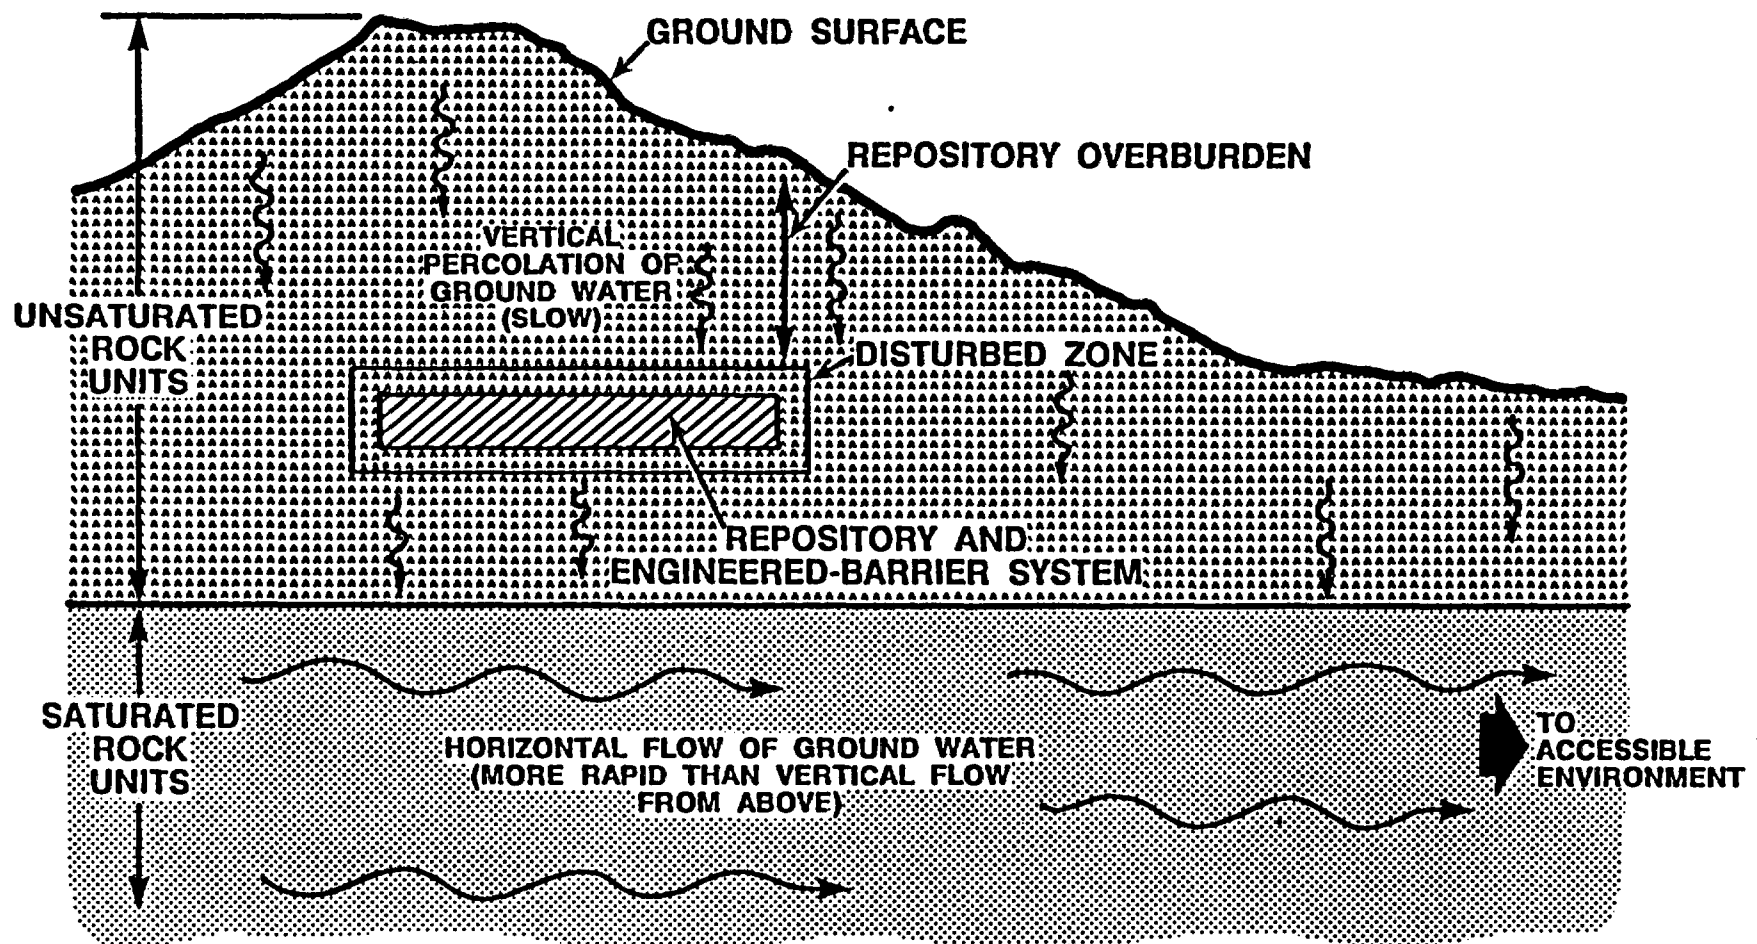 GROUND SURFACE
REPOSITORY OVERBURDEN
VERTICAL
PERCOLATION OF
GROUND WATER
(SLOW)
UNSATURATED
ROCK
UNITS
DISTURBED ZONE
REPOSITORY AND
ENGINEERED-BARRIER SYSTEM
SATURATED
ROCK
UNITS
HORIZONTAL FLOW OF GROUND WATER
(MORE RAPID THAN VERTICAL FLOW
FROM ABOVE)
TO
ACCESSIBLE
ENVIRONMENT